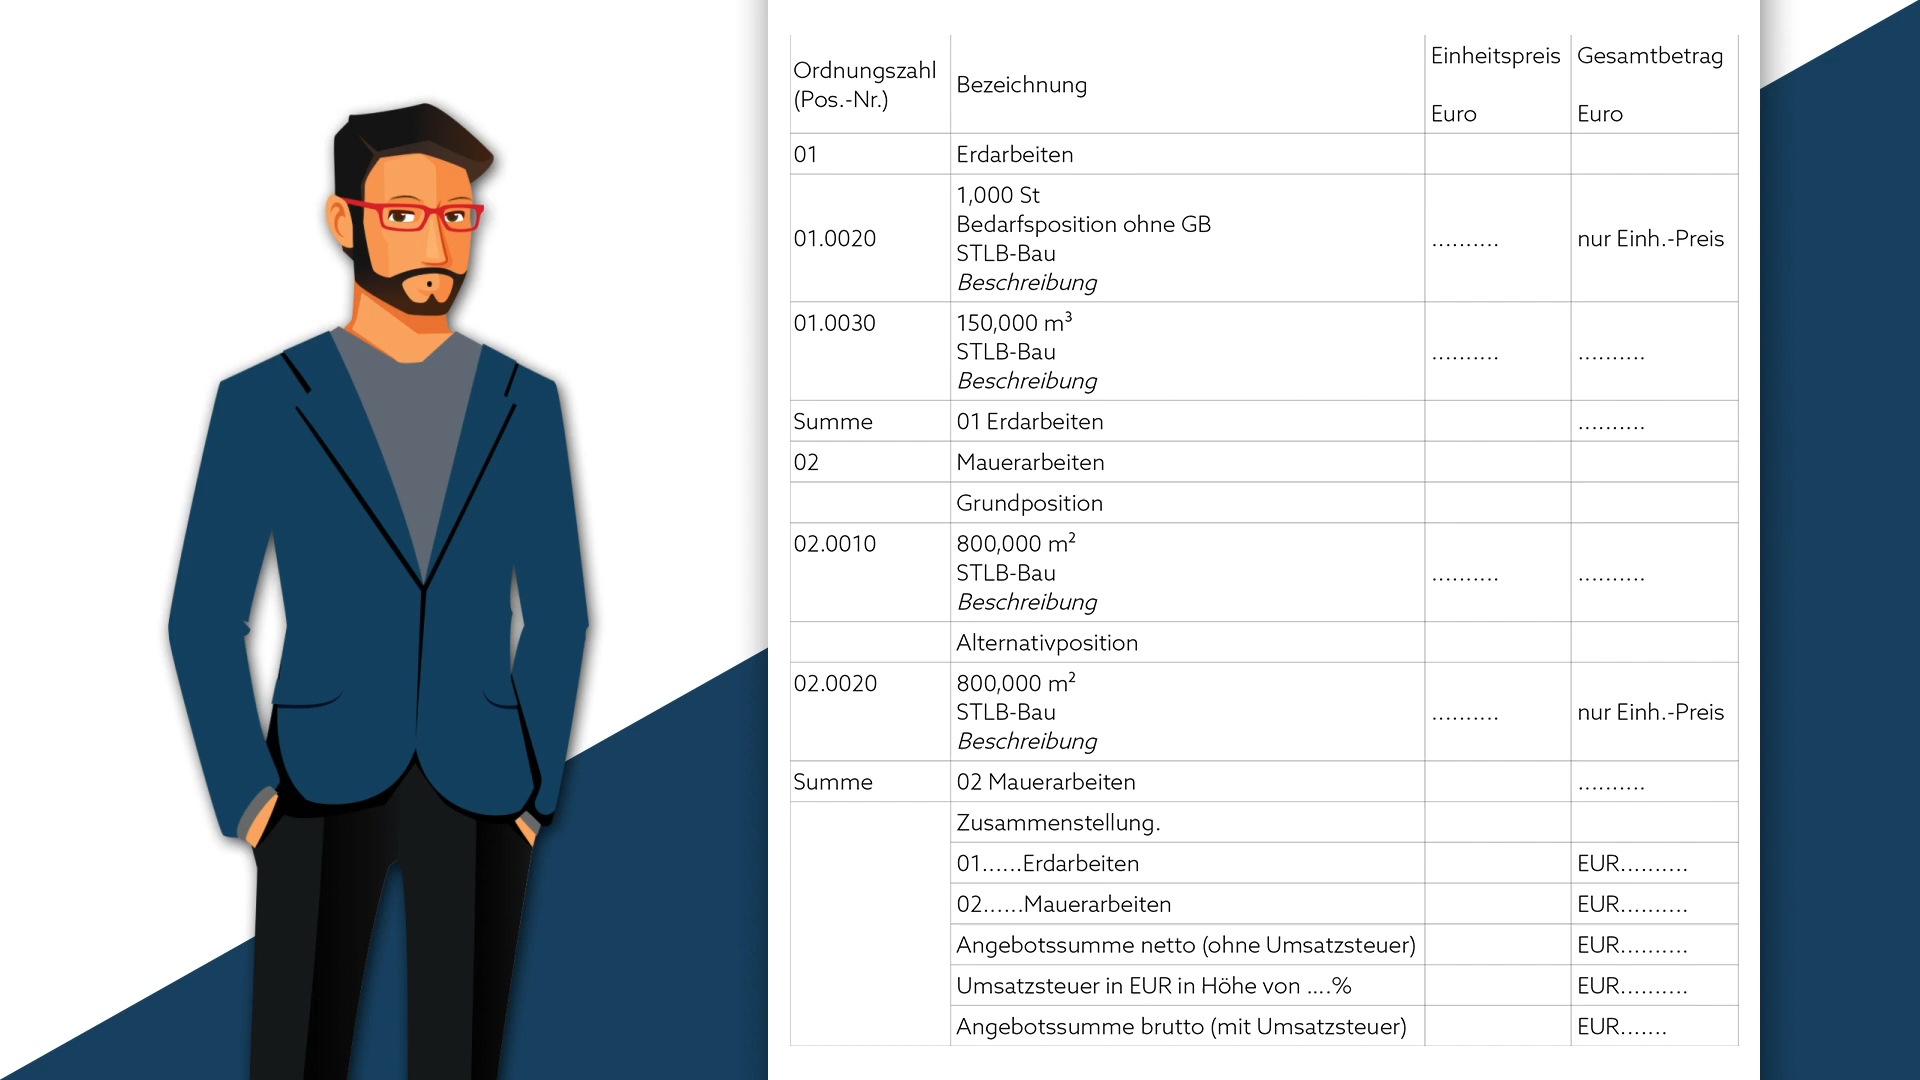 Ordnungszahl
(Pos.-Nr.)
Bezeichnung
Einheitspreis
Euro
Gesamtbetrag
Euro
01
Erdarbeiten
01.0020
1,000 St
Bedarfsposition ohne GB
STLB-Bau
Beschreibung
..........
nur Einh.-Preis
01.0030
150,000 m³
STLB-Bau
Beschreibung
..........
..........
Summe
01 Erdarbeiten
..........
02
Mauerarbeiten
Grundposition
02.0010
800,000 m²
STLB-Bau
Beschreibung
..........
..........
Alternativposition
02.0020
800,000 m²
STLB-Bau
Beschreibung
..........
nur Einh.-Preis
Summe
02 Mauerarbeiten
..........
Zusammenstellung.
01......Erdarbeiten
EUR..........
02......Mauerarbeiten
EUR..........
Angebotssumme netto (ohne Umsatzsteuer)
EUR..........
Umsatzsteuer in EUR in Höhe von ....%
EUR..........
Angebotssumme brutto (mit Umsatzsteuer)
EUR.......